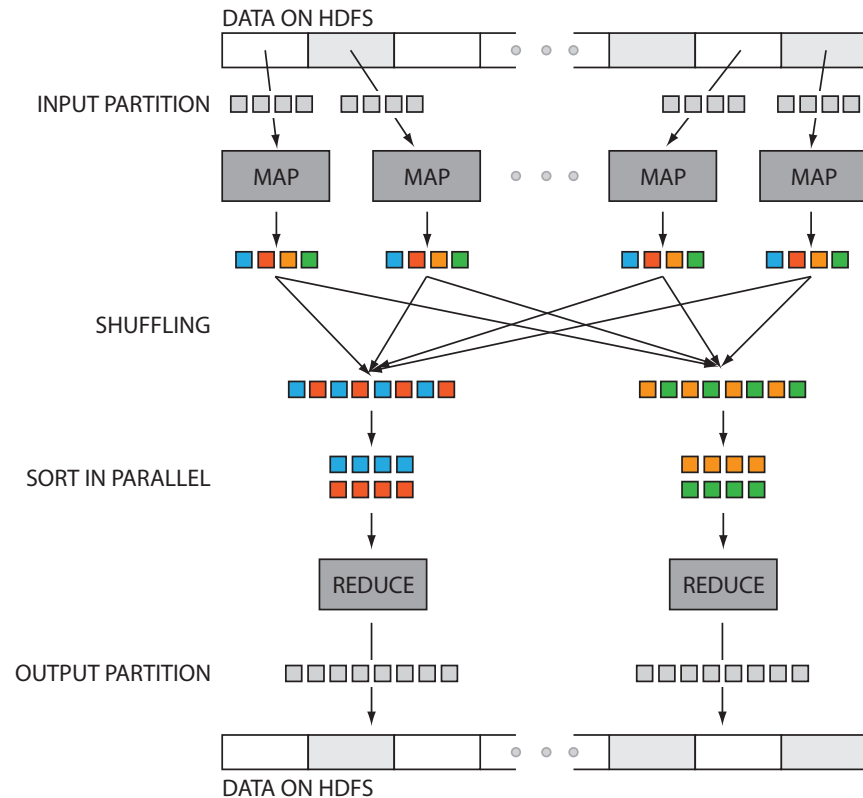 DATA ON HDFS
INPUT PARTITION
MAP MAP MAP MAP
SHUFFLING
SORT IN PARALLEL
REDUCE REDUCE
OUTPUT PARTITION
DATA ON HDFS